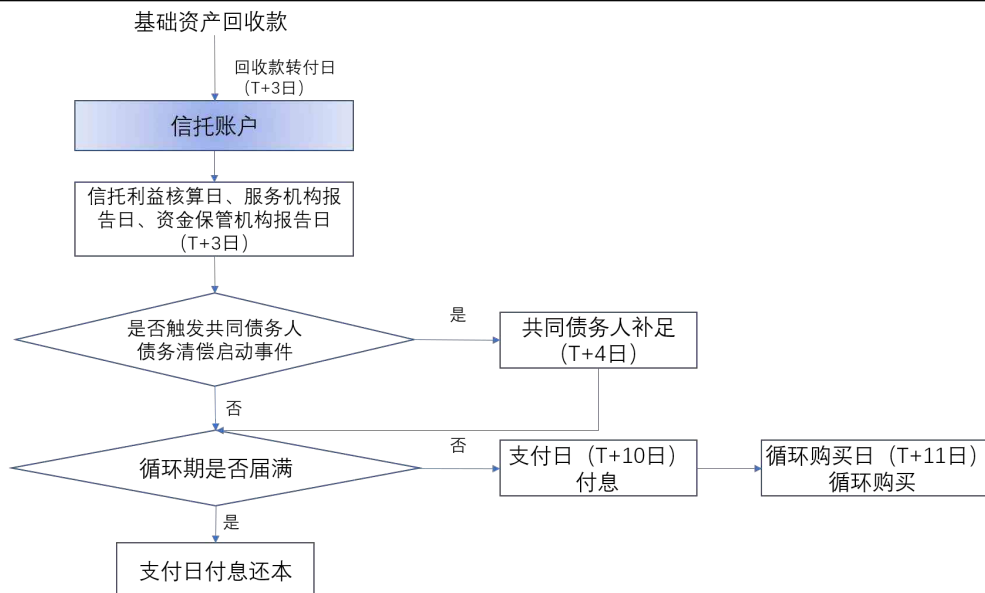 基础资产回收款
回收款转付日
（T+3日）
信托账户
信托利益核算日、服务机构报
告日、资金保管机构报告日
（T+3日）
是否触发共同债务人
债务清偿启动事件
是
共同债务人补足
（T+4日）
否
循环期是否届满
否
支付日（T+10日）
付息
循环购买日（T+11日）
循环购买
是
支付日付息还本